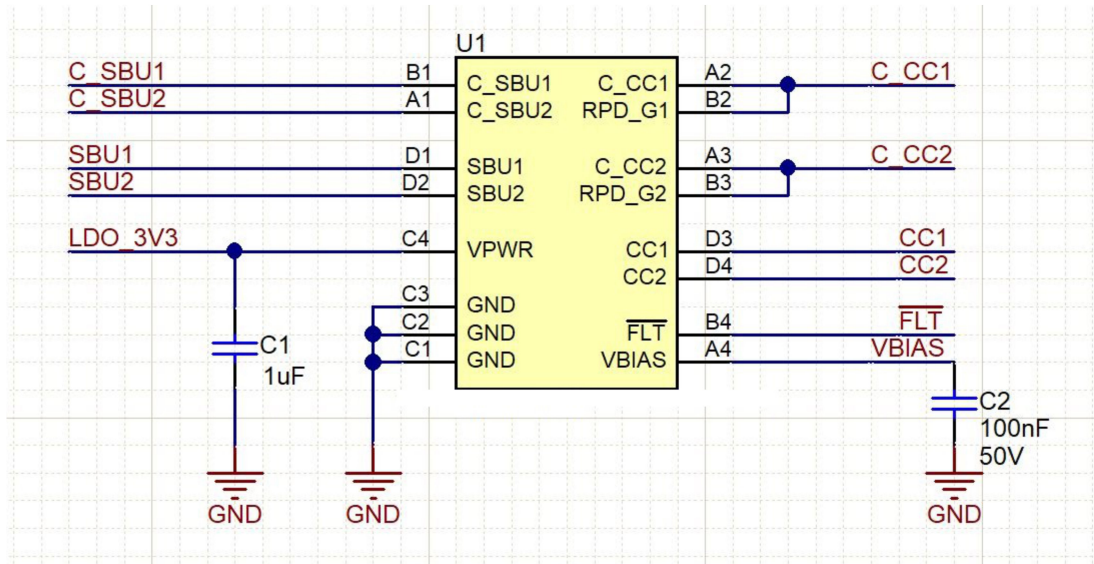 U1
C_SBU1 B1 C_SBU1 C_CC1 A2 C_CC1
C_SBU2 A1 C_SBU2 RPD_G1 B2
SBU1 D1 SBU1 C_CC2 A3 C_CC2
SBU2 D2 SBU2 RPD_G2 B3
LDO_3V3 C4 VPWR CC1 D3 CC1
CC2 D4 CC2
C3 GND
C2 GND FLT B4 FLT
C1 GND VBIAS A4 VBIAS
C1
1uF
C2
100nF
50V
GND GND GND